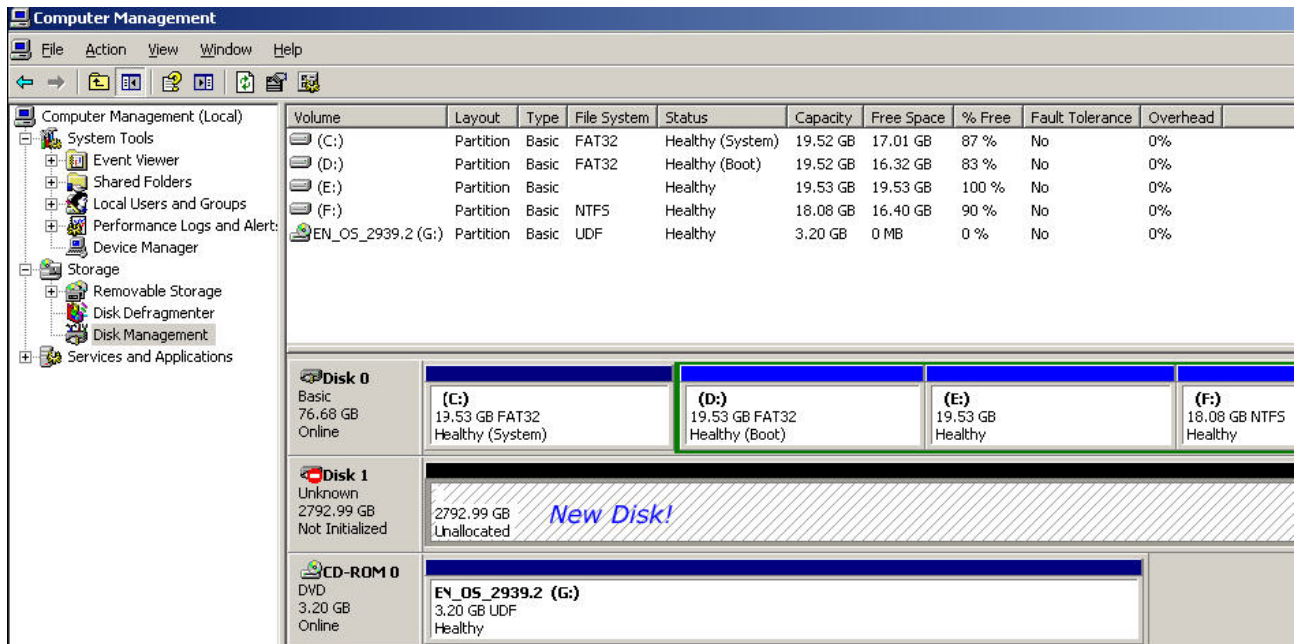 Computer Management
File Action View Window Help
Computer Management (Local)
System Tools
Event Viewer
Shared Folders
Local Users and Groups
Performance Logs and Alert:
Device Manager
Storage
Removable Storage
Disk Defragmenter
Disk Management
Services and Applications
Volume Layout Type File System Status Capacity Free Space % Free Fault Tolerance Overhead
(C:) Partition Basic FAT32 Healthy (System) 19.52 GB 17.01 GB 87 % No 0%
(D:) Partition Basic FAT32 Healthy (Boot) 19.52 GB 16.32 GB 83 % No 0%
(E:) Partition Basic Healthy 19.53 GB 19.53 GB 100 % No 0%
(F:) Partition Basic NTFS Healthy 18.08 GB 16.40 GB 90 % No 0%
EN_OS_2939.2 (G:) Partition Basic UDF Healthy 3.20 GB 0 MB 0 % No 0%
Disk 0
Basic
76.68 GB
Online
(C:)
19.53 GB FAT32
Healthy (System)
(D:)
19.53 GB FAT32
Healthy (Boot)
(E:)
19.53 GB
Healthy
(F:)
18.08 GB NTFS
Healthy
Disk 1
Unknown
2792.99 GB
Not Initialized
2792.99 GB
Unallocated
New Disk!
CD-ROM 0
DVD
3.20 GB
Online
EN_OS_2939.2 (G:)
3.20 GB UDF
Healthy